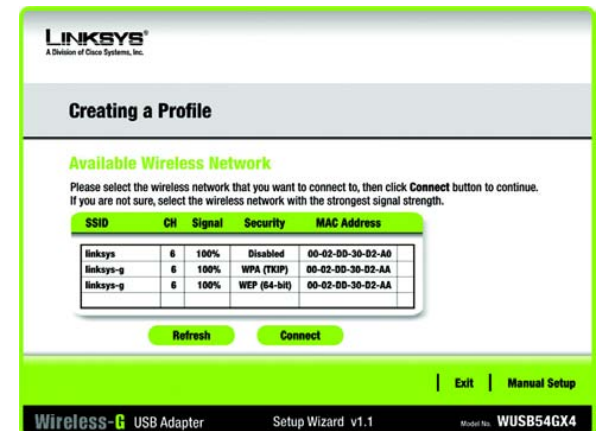 LINKSYS®
A Division of Cisco Systems, Inc.
Creating a Profile
Available Wireless Network
Please select the wireless network that you want to connect to, then click Connect button to continue.
If you are not sure, select the wireless network with the strongest signal strength.
SSID CH Signal Security MAC Address
linksys 6 100% Disabled 00-02-DD-30-D2-A0
linksys-g 6 100% WPA (TKIP) 00-02-DD-30-D2-AA
linksys-g 6 100% WEP (64-bit) 00-02-DD-30-D2-AA
Refresh Connect
Exit Manual Setup
Wireless-G USB Adapter Setup Wizard v1.1 Model No. WUSB54GX4